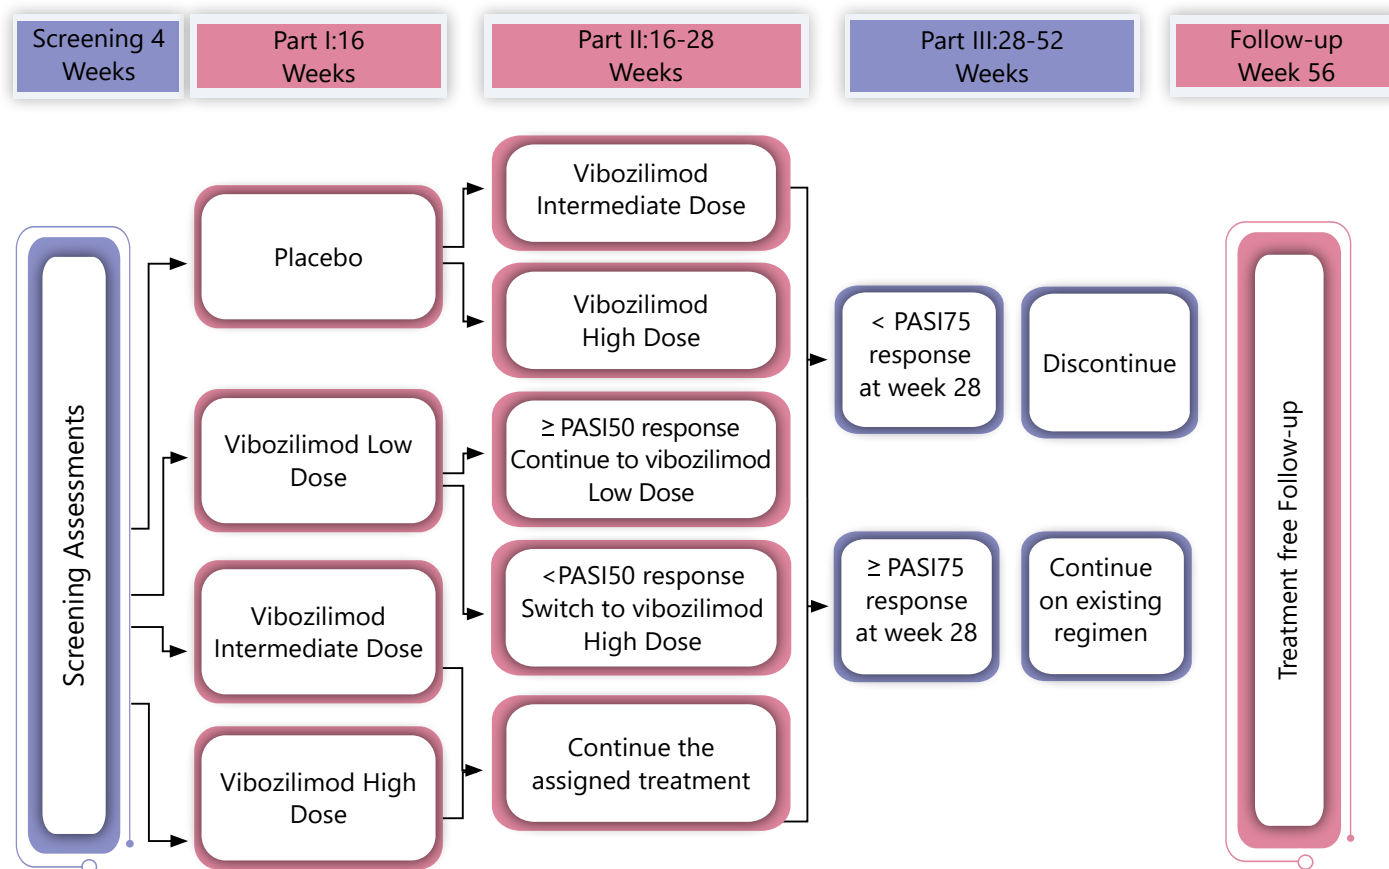 Screening 4
Weeks
Part I:16
Weeks
Part II:16-28
Weeks
Part III:28-52
Weeks
Follow-up
Week 56
Screening Assessments
Placebo
Vibozilimod Low
Dose
Vibozilimod
Intermediate Dose
Vibozilimod High
Dose
Vibozilimod
Intermediate Dose
Vibozilimod
High Dose
≥ PASI50 response
Continue to vibozilimod
Low Dose
<PASI50 response
Switch to vibozilimod
High Dose
Continue the
assigned treatment
< PASI75
response
at week 28
Discontinue
≥ PASI75
response
at week 28
Continue
on existing
regimen
Treatment free Follow-up